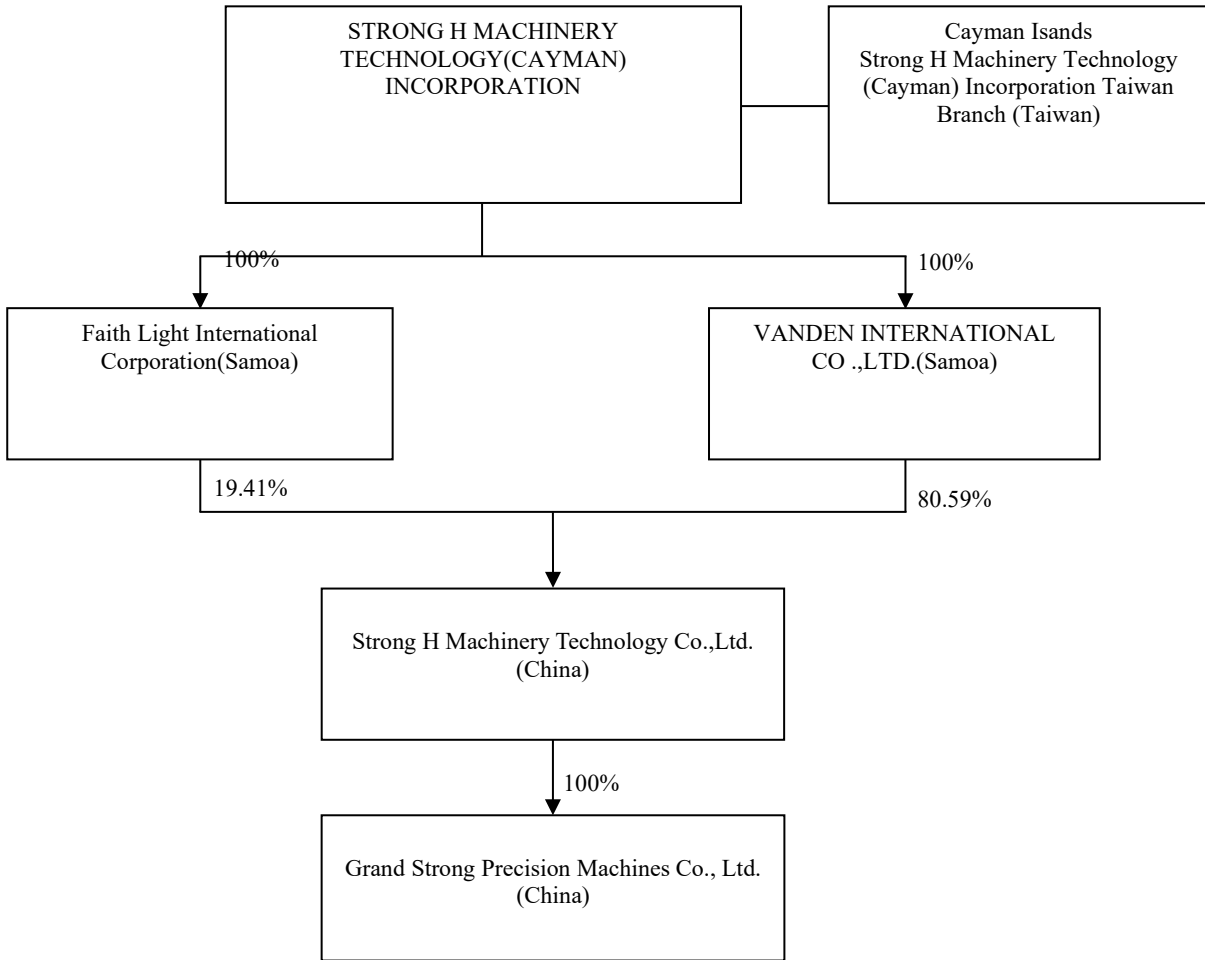 STRONG H MACHINERY
TECHNOLOGY(CAYMAN)
INCORPORATION
Cayman Isands
Strong H Machinery Technology
(Cayman) Incorporation Taiwan
Branch (Taiwan)
100%
100%
Faith Light International
Corporation(Samoa)
VANDEN INTERNATIONAL
CO .,LTD.(Samoa)
19.41%
80.59%
Strong H Machinery Technology Co.,Ltd.
(China)
100%
Grand Strong Precision Machines Co., Ltd.
(China)